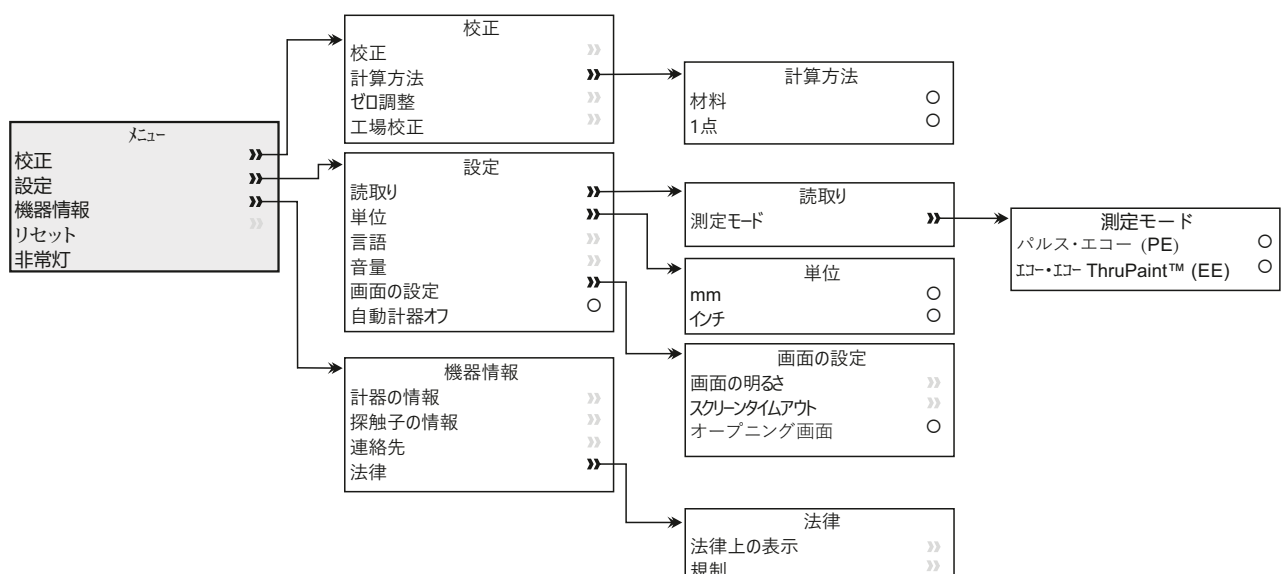 メニュー
校正
設定
機器情報
リセット
非常灯
校正
校正
計算方法
ゼロ調整
工場校正
計算方法
材料
1点
設定
読取り
単位
言語
音量
画面の設定
自動計器オフ
読取り
測定モード
測定モード
パルス・エコー (PE)
エコー・エコー ThruPaint™ (EE)
単位
mm
インチ
画面の設定
画面の明るさ
スクリーンタイムアウト
オープニング画面
機器情報
計器の情報
探触子の情報
連絡先
法律
法律
法律上の表示
規制